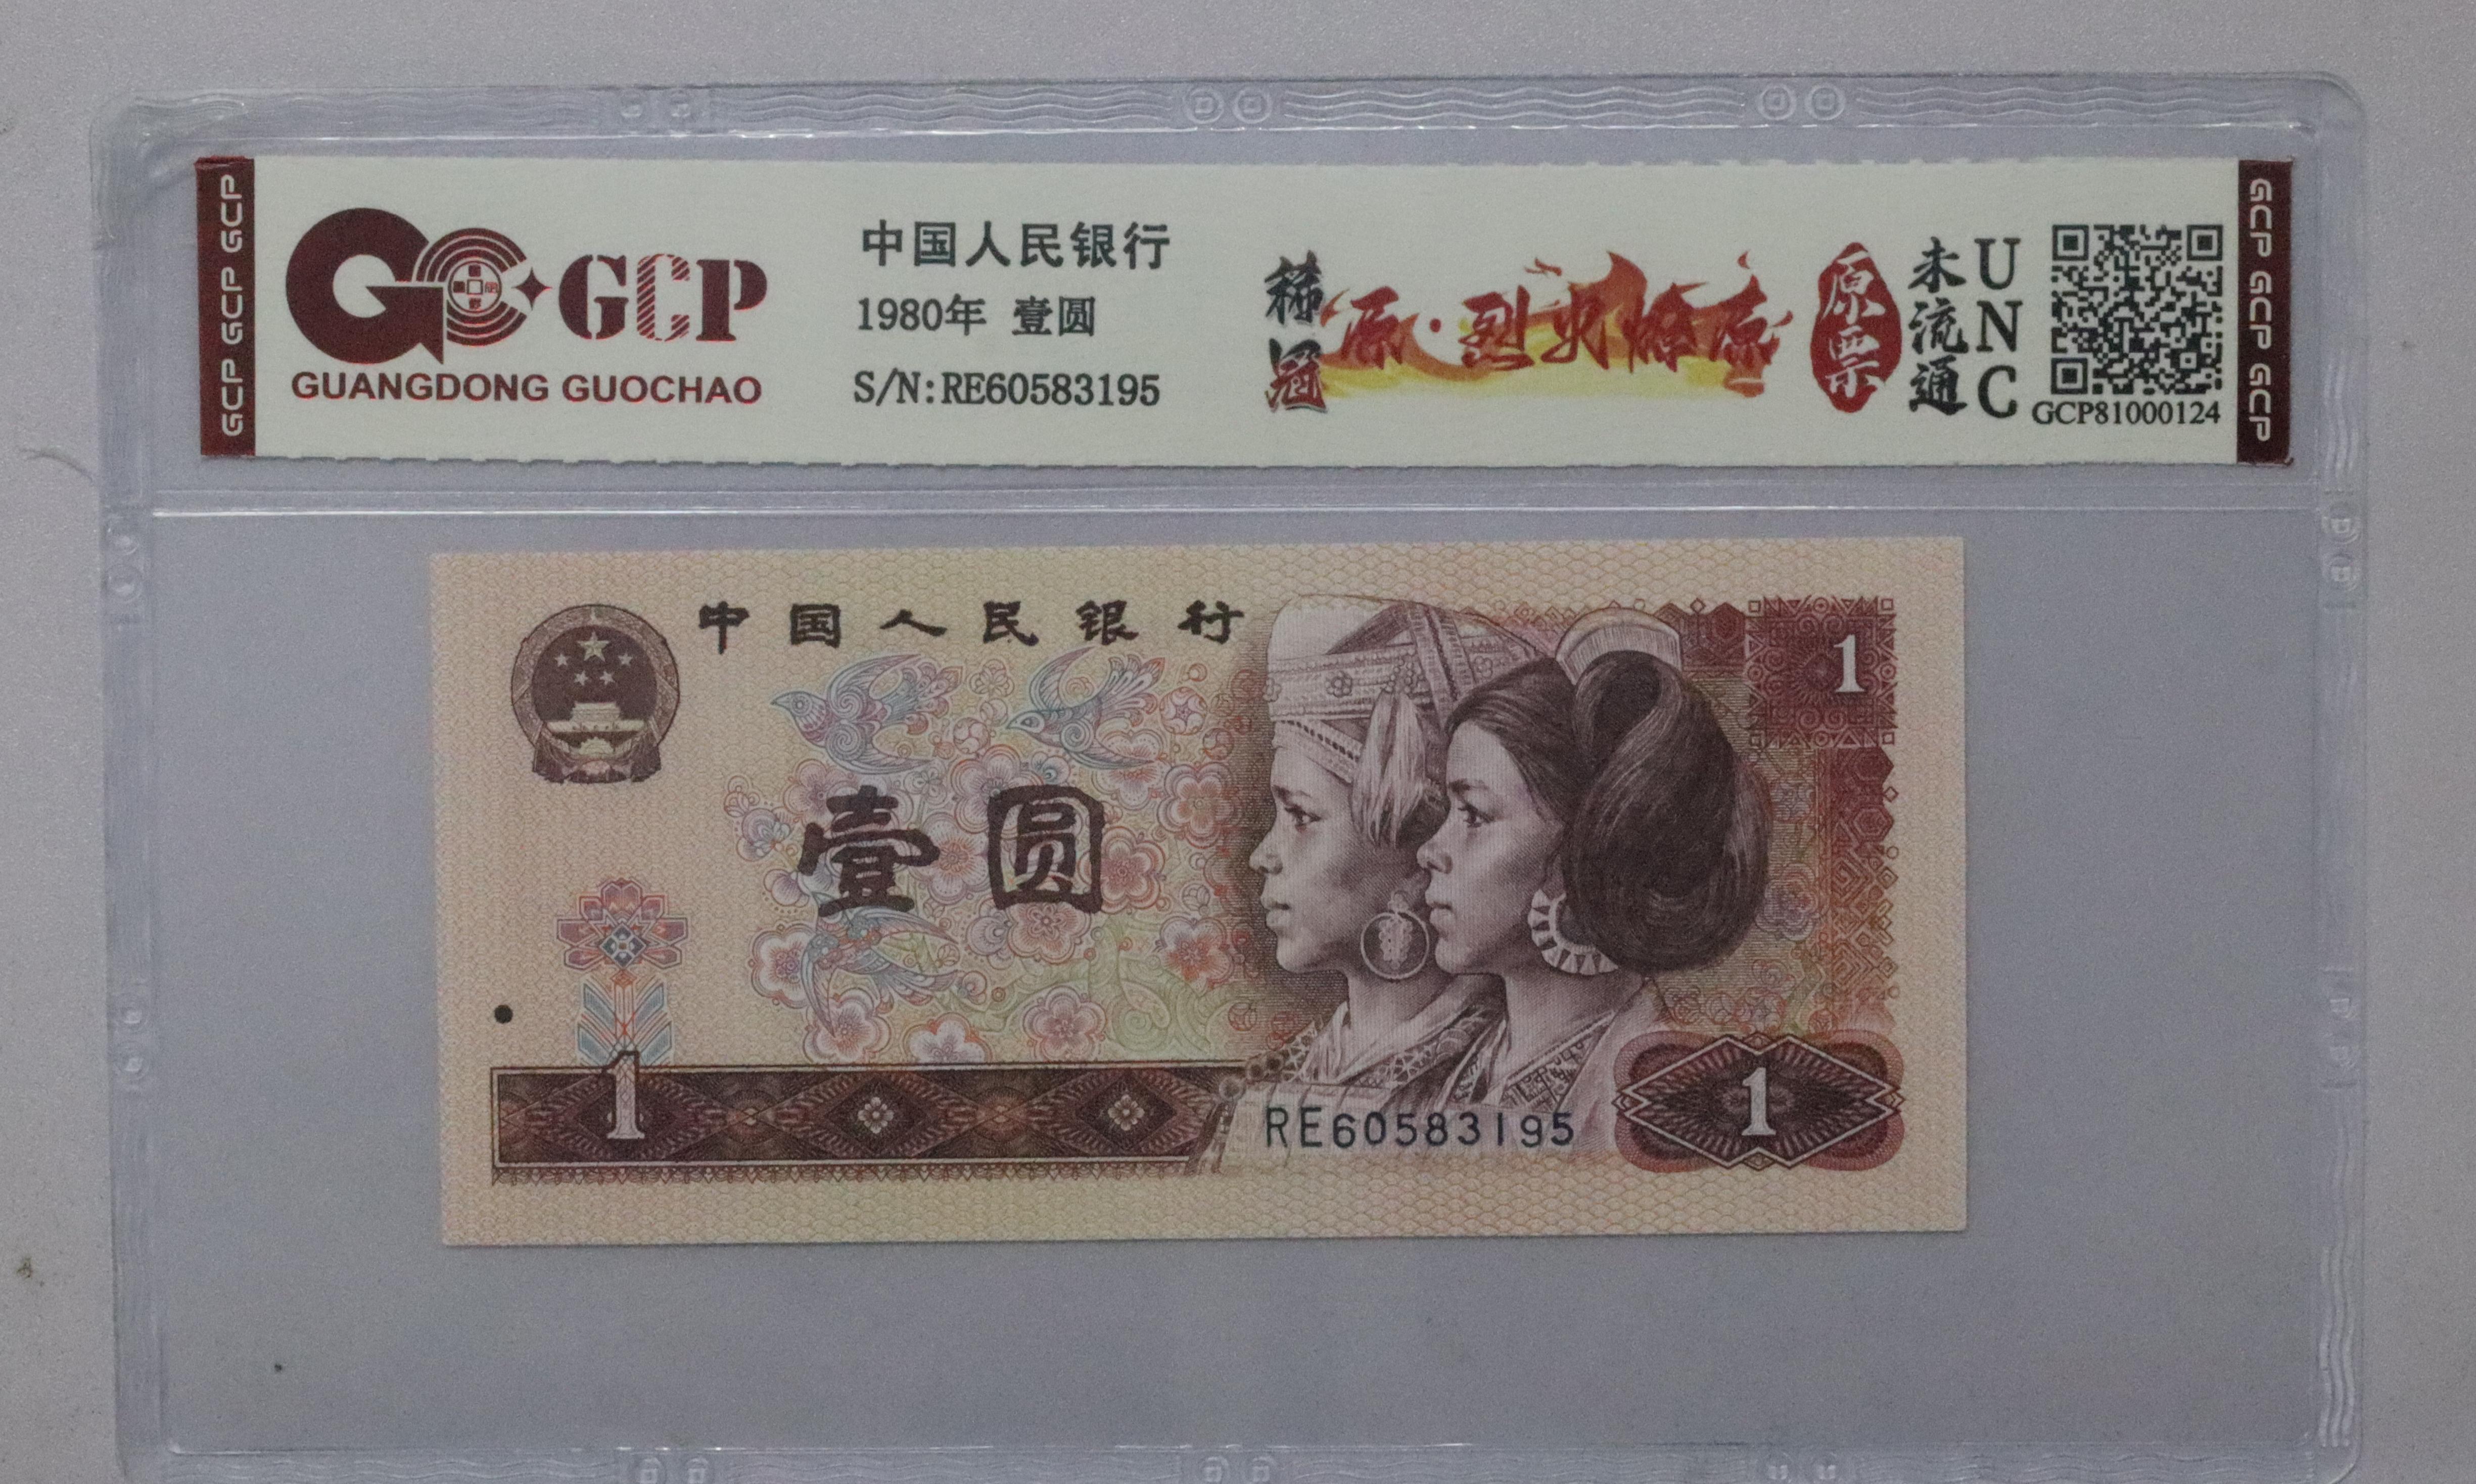 GCP GCP GCP
GCP
GUANGDONG GUOCHAO
中国人民银行
1980年 壹圆
S/N:RE60583195
稀冠
原·烈火燎原
原票
未流通
UNC
GCP81000124
GCP GCP GCP
中国人民银行
1
壹圆
1
RE60583195
1